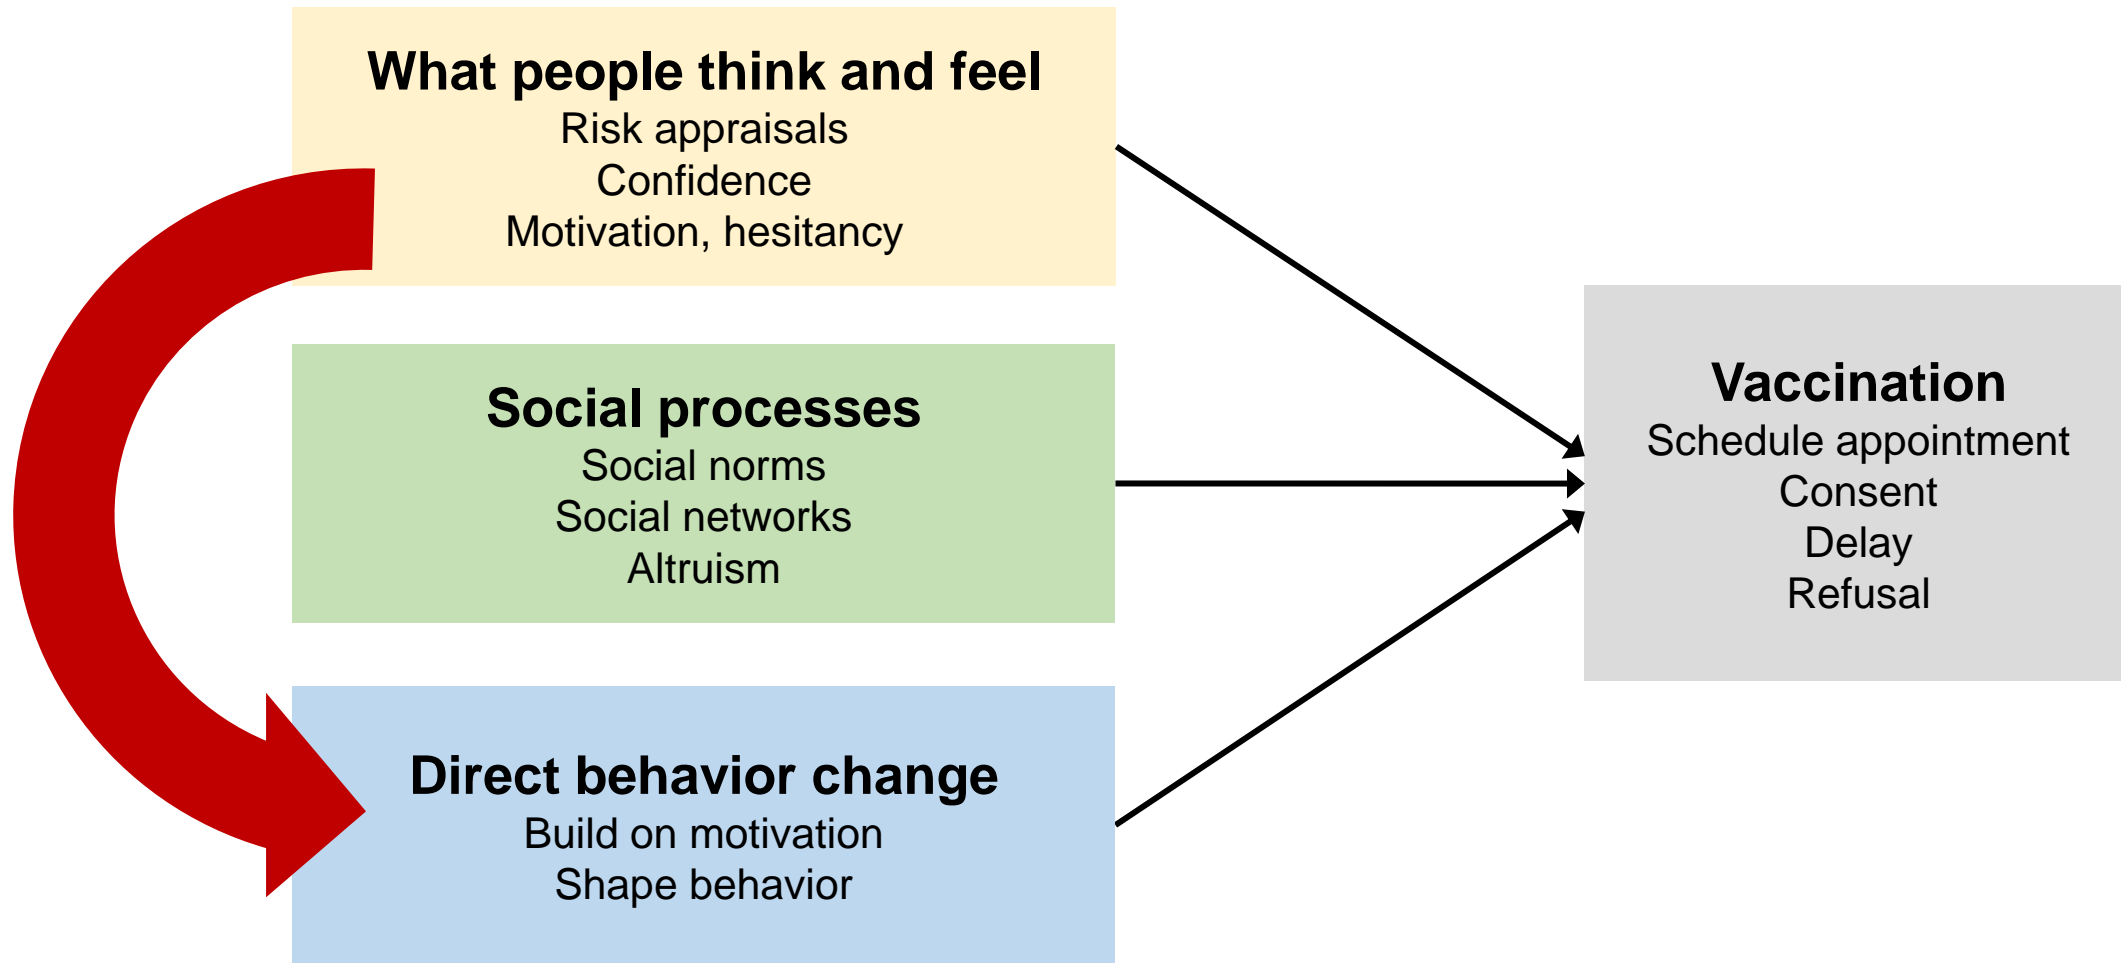 What people think and feel
Risk appraisals
Confidence
Motivation, hesitancy
Social processes
Social norms
Social networks
Altruism
Direct behavior change
Build on motivation
Shape behavior
Vaccination
Schedule appointment
Consent
Delay
Refusal